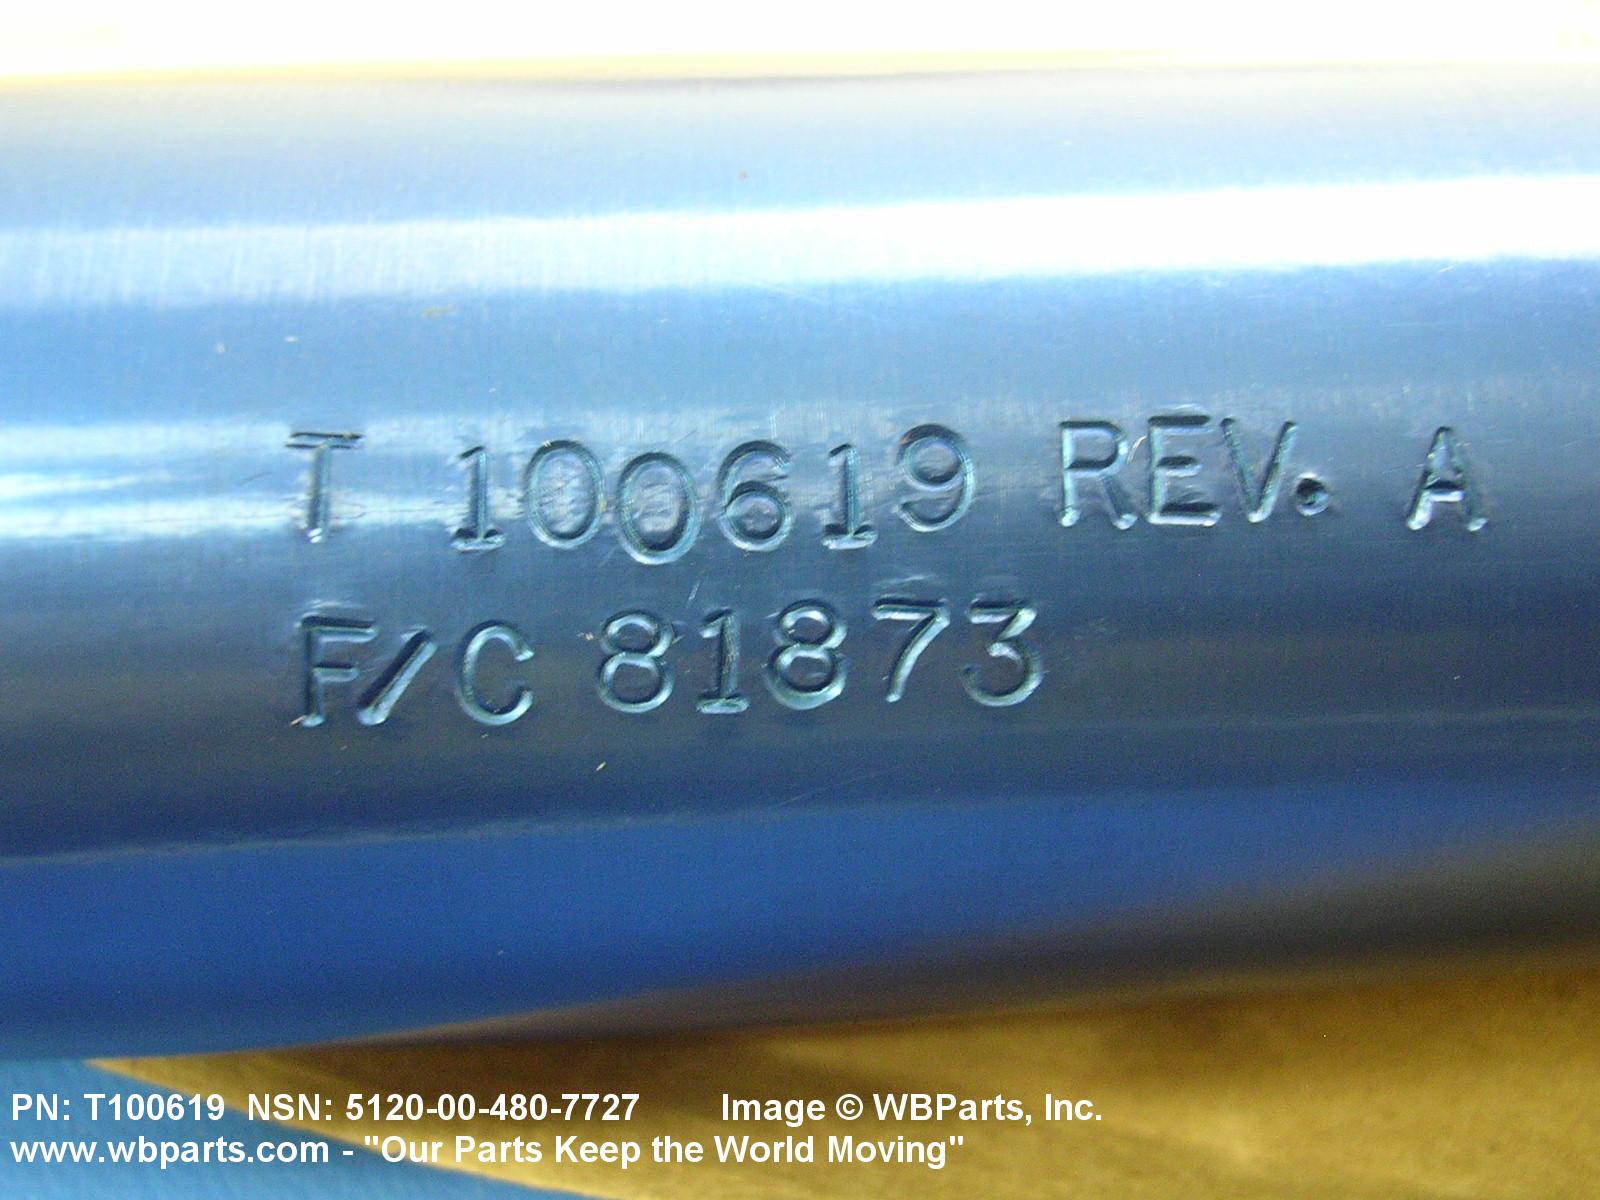 T 100619 REV. A
F/C 81873
PN: T100619 NSN: 5120-00-480-7727 Image © WBParts, Inc.
www.wbparts.com - "Our Parts Keep the World Moving"